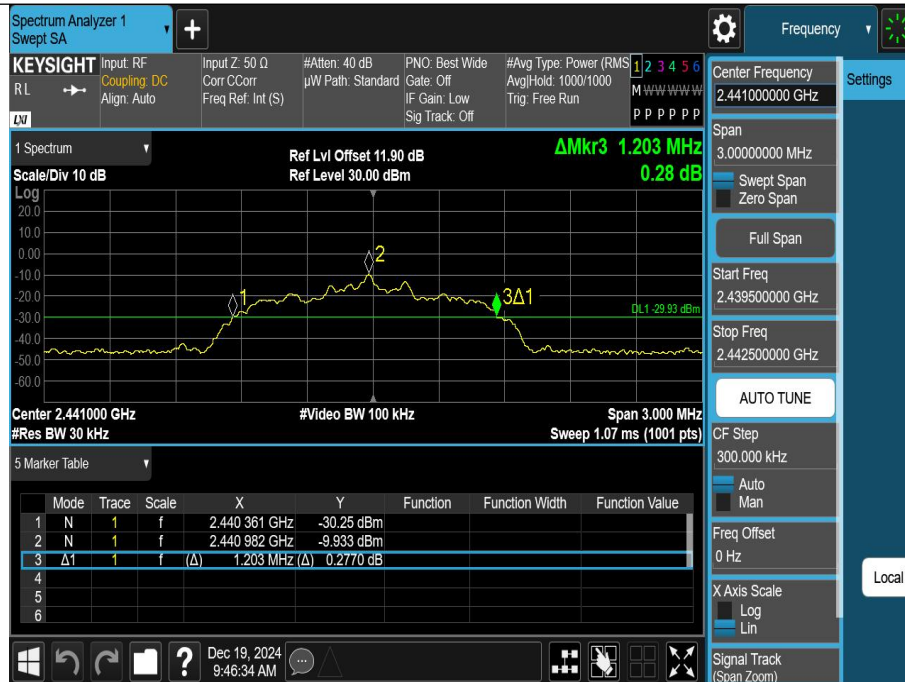 Spectrum Analyzer 1
Swept SA
+
Frequency
KEYSIGHT
RL
LXI
Input: RF
Coupling: DC
Align: Auto
Input Z: 50 Ω
Corr CCorr
Freq Ref: Int (S)
#Atten: 40 dB
µW Path: Standard
PNO: Best Wide
Gate: Off
IF Gain: Low
Sig Track: Off
#Avg Type: Power (RMS
Avg|Hold: 1000/1000
Trig: Free Run
1 2 3 4 5 6
M W W W W W
P P P P P P
1 Spectrum
Scale/Div 10 dB
Ref Lvl Offset 11.90 dB
Ref Level 30.00 dBm
ΔMkr3 1.203 MHz
0.28 dB
Log
20.0
10.0
0.00
-10.0
-20.0
-30.0
-40.0
-50.0
-60.0
1
2
3Δ1
DL1 -29.93 dBm
Center 2.441000 GHz
#Video BW 100 kHz
Span 3.000 MHz
#Res BW 30 kHz
Sweep 1.07 ms (1001 pts)
5 Marker Table
Mode Trace Scale X Y Function Function Width Function Value
1 N 1 f 2.440 361 GHz -30.25 dBm
2 N 1 f 2.440 982 GHz -9.933 dBm
3 Δ1 1 f (Δ) 1.203 MHz (Δ) 0.2770 dB
4
5
6
?
Dec 19, 2024
9:46:34 AM
Center Frequency
2.441000000 GHz
Span
3.00000000 MHz
Swept Span
Zero Span
Full Span
Start Freq
2.439500000 GHz
Stop Freq
2.442500000 GHz
AUTO TUNE
CF Step
300.000 kHz
Auto
Man
Freq Offset
0 Hz
X Axis Scale
Log
Lin
Signal Track
(Span Zoom)
Settings
Local